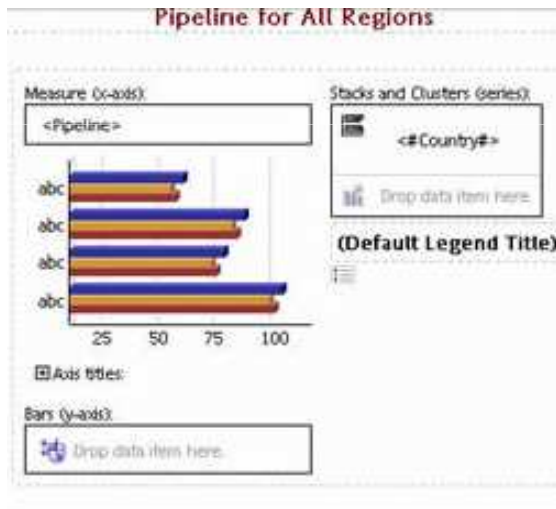 Pipeline for All Regions
Measure (x-axis):
<Pipeline>
abc
abc
abc
abc
25 50 75 100
Axis titles:
Bars (y-axis):
Drop data item here.
Stacks and Clusters (series):
<#Country#>
Drop data item here.
(Default Legend Title)